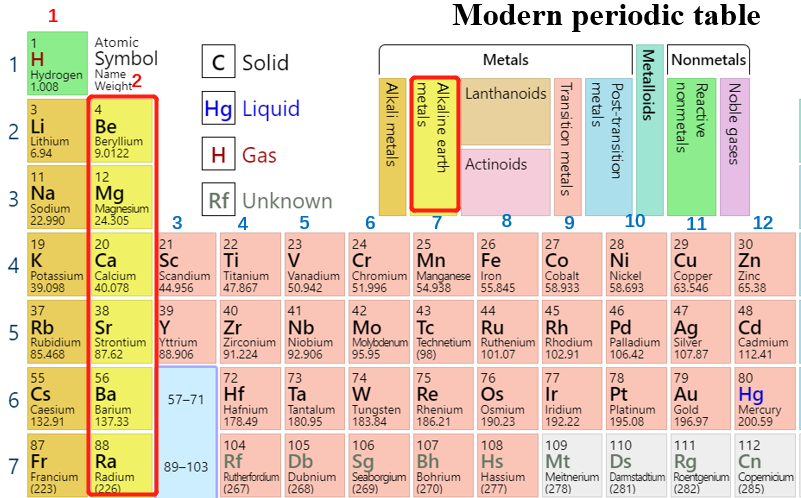 Modern periodic table
1
1
H
Hydrogen
1.008
Atomic
Symbol
Name
Weight
2
C Solid
Hg Liquid
H Gas
Rf Unknown
Metals
Metalloids
Nonmetals
Alkali metals
Alkaline earth
metals
Lanthanoids
Actinoids
Transition metals
Post-transition
metals
Reactive
nonmetals
Noble gases
1
2
3
4
5
6
7
3
Li
Lithium
6.94
4
Be
Beryllium
9.0122
11
Na
Sodium
22.990
12
Mg
Magnesium
24.305
3 4 5 6 7 8 9 10 11 12
19
K
Potassium
39.098
20
Ca
Calcium
40.078
21
Sc
Scandium
44.956
22
Ti
Titanium
47.867
23
V
Vanadium
50.942
24
Cr
Chromium
51.996
25
Mn
Manganese
54.938
26
Fe
Iron
55.845
27
Co
Cobalt
58.933
28
Ni
Nickel
58.693
29
Cu
Copper
63.546
30
Zn
Zinc
65.38
37
Rb
Rubidium
85.468
38
Sr
Strontium
87.62
39
Y
Yttrium
88.906
40
Zr
Zirconium
91.224
41
Nb
Niobium
92.906
42
Mo
Molybdenum
95.95
43
Tc
Technetium
(98)
44
Ru
Ruthenium
101.07
45
Rh
Rhodium
102.91
46
Pd
Palladium
106.42
47
Ag
Silver
107.87
48
Cd
Cadmium
112.41
55
Cs
Caesium
132.91
56
Ba
Barium
137.33
57–71
72
Hf
Hafnium
178.49
73
Ta
Tantalum
180.95
74
W
Tungsten
183.84
75
Re
Rhenium
186.21
76
Os
Osmium
190.23
77
Ir
Iridium
192.22
78
Pt
Platinum
195.08
79
Au
Gold
196.97
80
Hg
Mercury
200.59
87
Fr
Francium
(223)
88
Ra
Radium
(226)
89–103
104
Rf
Rutherfordium
(267)
105
Db
Dubnium
(268)
106
Sg
Seaborgium
(269)
107
Bh
Bohrium
(270)
108
Hs
Hassium
(277)
109
Mt
Meitnerium
(278)
110
Ds
Darmstadtium
(281)
111
Rg
Roentgenium
(282)
112
Cn
Copernicium
(285)